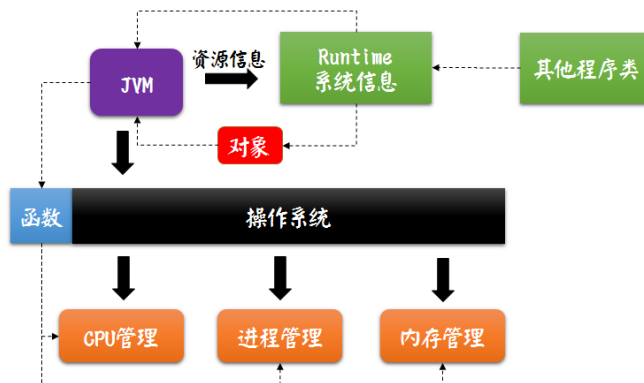 JVM
资源信息
Runtime
系统信息
其他程序类
对象
函数
操作系统
CPU管理
进程管理
内存管理